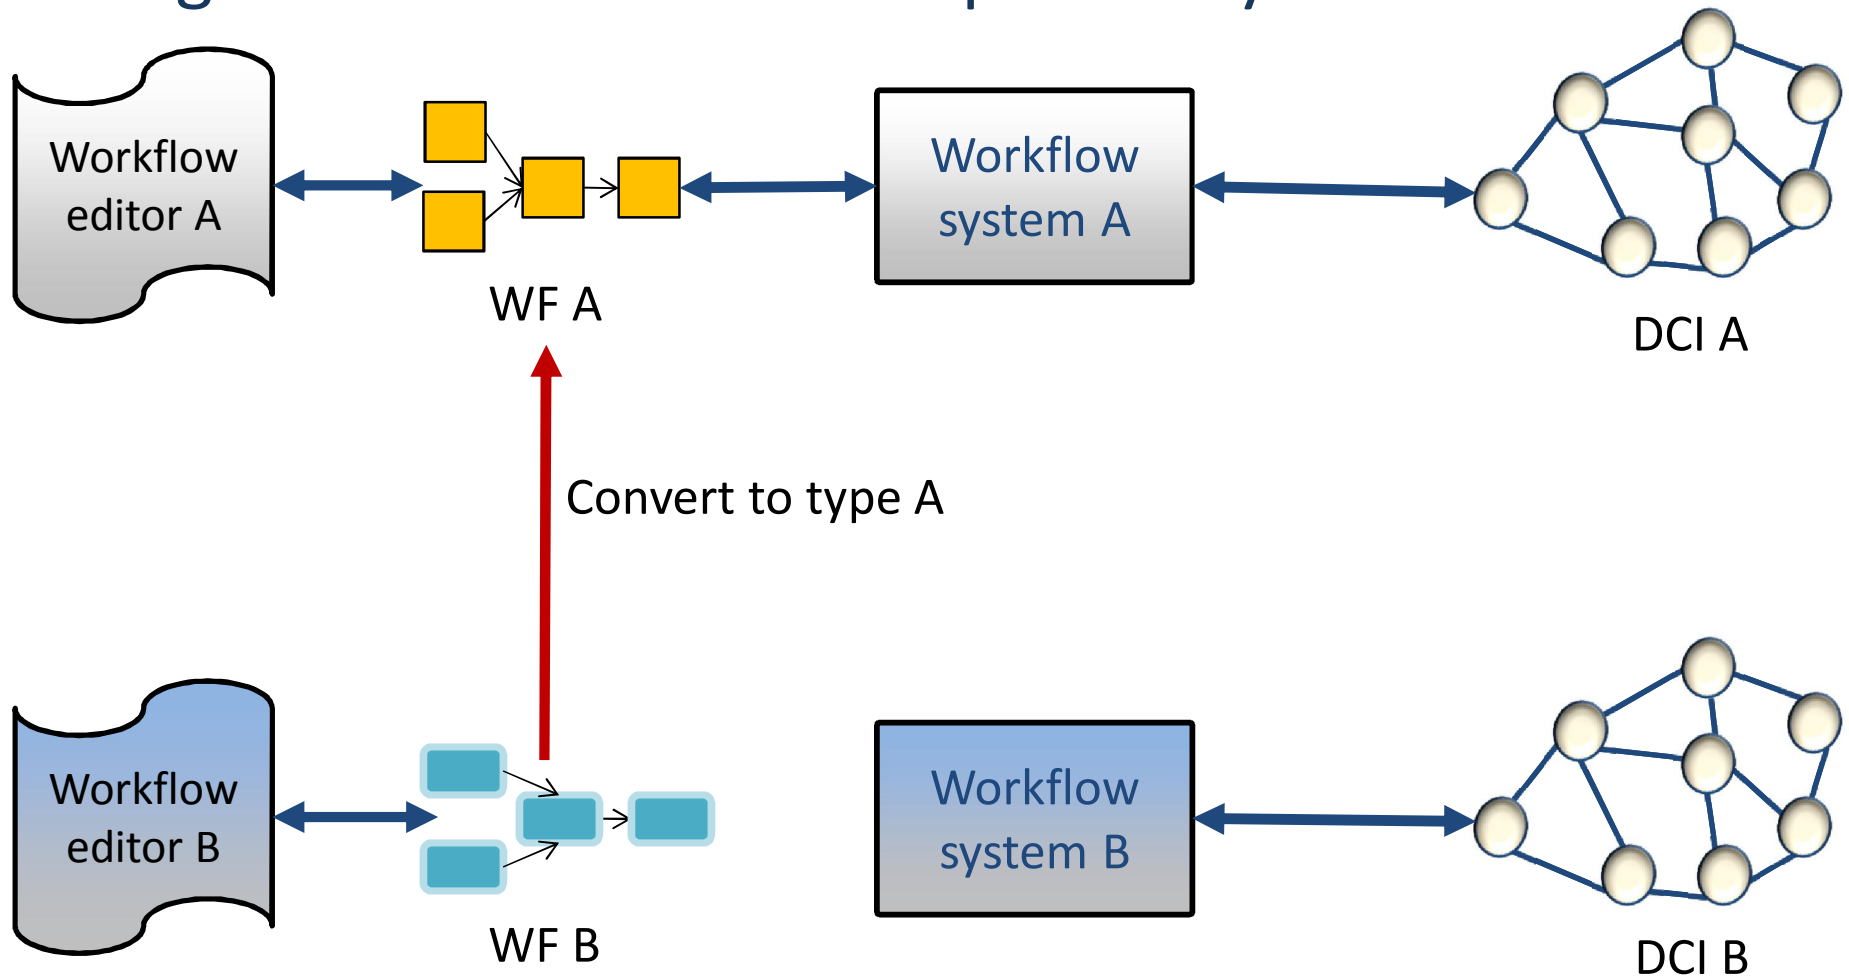 Workflow
editor A
WF A
Workflow
system A
DCI A
Convert to type A
Workflow
editor B
WF B
Workflow
system B
DCI B